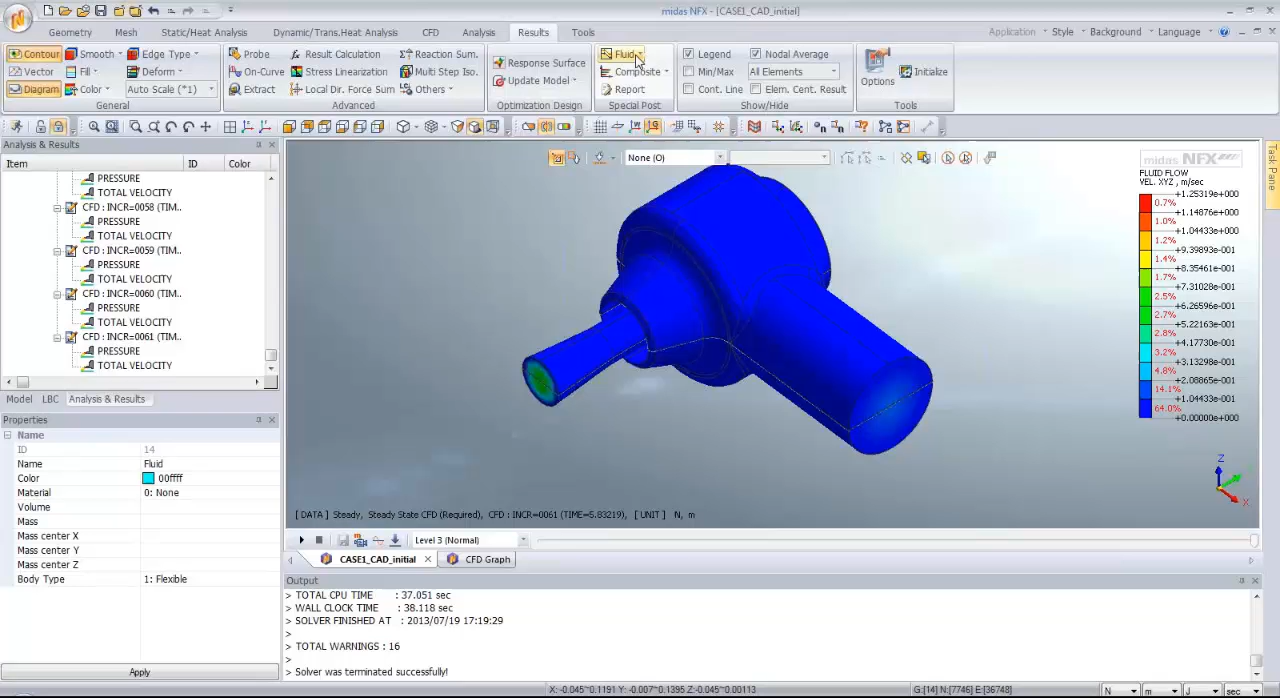 midas NFX - [CASE1_CAD_initial]
Geometry Mesh Static/Heat Analysis Dynamic/Trans.Heat Analysis CFD Analysis Results Tools Application Style Background Language
Contour Smooth Edge Type Probe Result Calculation Reaction Sum. Response Surface Fluid Legend Nodal Average
Vector Fill Deform On-Curve Stress Linearization Multi Step Iso. Update Model Composite Min/Max All Elements Options Initialize
Diagram Color Auto Scale (*1) Extract Local Dir. Force Sum Others Report Cont. Line Elem. Cent. Result
General Advanced Optimization Design Special Post Show/Hide Tools
Analysis & Results
Item ID Color
PRESSURE
TOTAL VELOCITY
CFD : INCR=0058 (TIM..
PRESSURE
TOTAL VELOCITY
CFD : INCR=0059 (TIM..
PRESSURE
TOTAL VELOCITY
CFD : INCR=0060 (TIM..
PRESSURE
TOTAL VELOCITY
CFD : INCR=0061 (TIM..
PRESSURE
TOTAL VELOCITY
Model LBC Analysis & Results
Properties
Name
ID 14
Name Fluid
Color 00ffff
Material 0: None
Volume
Mass
Mass center X
Mass center Y
Mass center Z
Body Type 1: Flexible
Apply
None (O)
midas NFX
FLUID FLOW
VEL. XYZ , m/sec
+1.25319e+000
0.7%
+1.14876e+000
1.0%
+1.04433e+000
1.2%
+9.39893e-001
1.4%
+8.35461e-001
1.7%
+7.31028e-001
2.5%
+6.26596e-001
2.7%
+5.22163e-001
2.8%
+4.17730e-001
3.2%
+3.13298e-001
4.8%
+2.08865e-001
14.1%
+1.04433e-001
64.0%
+0.00000e+000
Z
X
Task Pane
[ DATA ] Steady, Steady State CFD (Required), CFD : INCR=0061 (TIME=5.83219), [ UNIT ] N, m
Level 3 (Normal)
CASE1_CAD_initial CFD Graph
Output
> TOTAL CPU TIME : 37.051 sec
> WALL CLOCK TIME : 38.118 sec
> SOLVER FINISHED AT : 2013/07/19 17:19:29
>
> TOTAL WARNINGS : 16
>
> Solver was terminated successfully!
X: -0.045~0.1191 Y: -0.007~0.1395 Z:-0.045~0.00113 G:[14] N:[7746] E:[36748] N m J sec